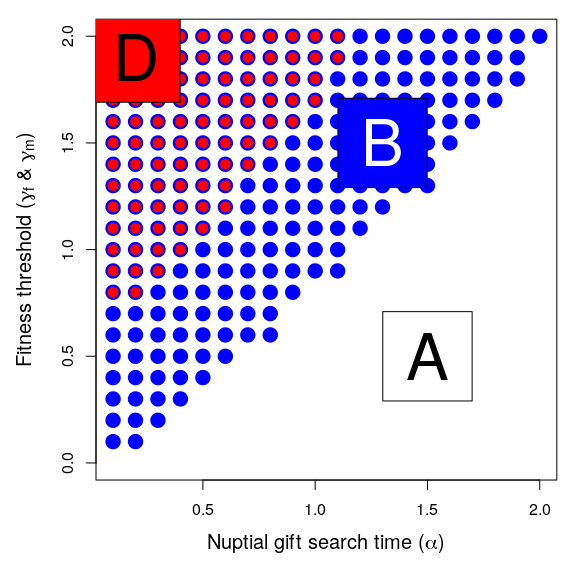 D
B
A
Fitness threshold (γf & γm)
0.0
0.5
1.0
1.5
2.0
0.5
1.0
1.5
2.0
Nuptial gift search time (α)